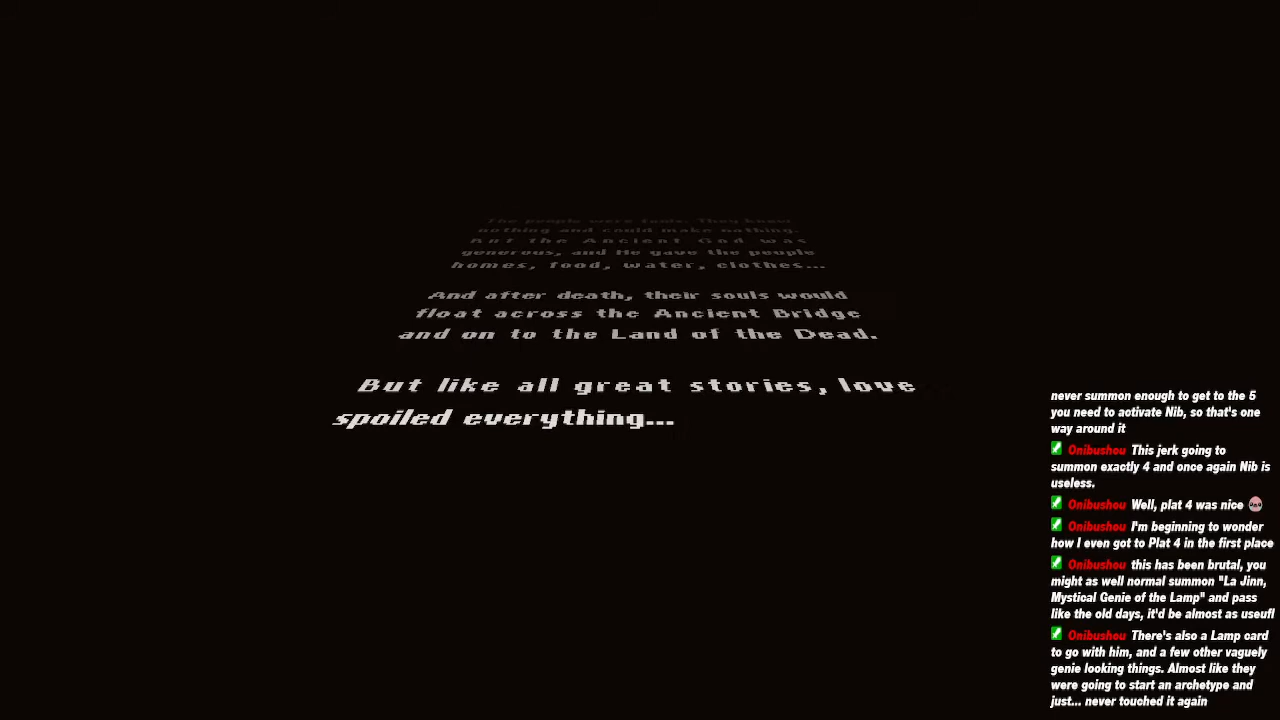 The people were fools. They knew
nothing and could make nothing.
But the Ancient God was
generous, and He gave the people
homes, food, water, clothes...
And after death, their souls would
float across the Ancient Bridge
and on to the Land of the Dead.
But like all great stories, love
spoiled everything...
never summon enough to get to the 5
you need to activate Nib, so that's one
way around it
Onibushou This jerk going to
summon exactly 4 and once again Nib is
useless.
Onibushou Well, plat 4 was nice
Onibushou I'm beginning to wonder
how I even got to Plat 4 in the first place
Onibushou this has been brutal, you
might as well normal summon "La Jinn,
Mystical Genie of the Lamp" and pass
like the old days, it'd be almost as useufl
Onibushou There's also a Lamp card
to go with him, and a few other vaguely
genie looking things. Almost like they
were going to start an archetype and
just... never touched it again